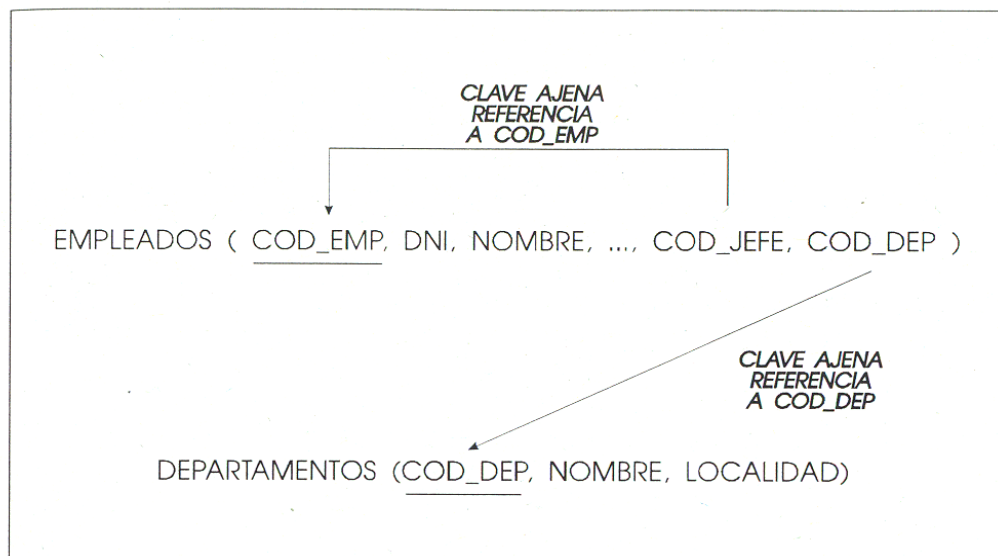 CLAVE AJENA
REFERENCIA
A COD_EMP
EMPLEADOS ( COD_EMP, DNI, NOMBRE, ..., COD_JEFE, COD_DEP )
CLAVE AJENA
REFERENCIA
A COD_DEP
DEPARTAMENTOS (COD_DEP, NOMBRE, LOCALIDAD)